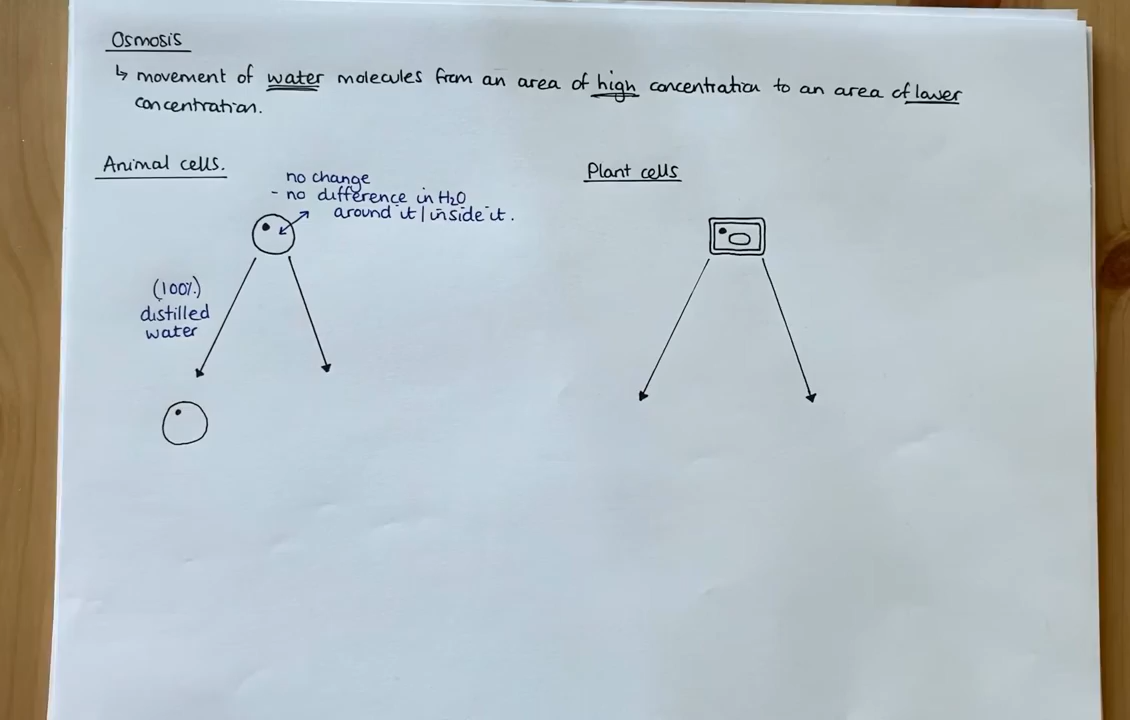 Osmosis
↳ movement of water molecules from an area of high concentration to an area of lower
concentration.
Animal cells.
no change
- no difference in H₂O
around it / inside it.
(100%)
distilled
water
Plant cells